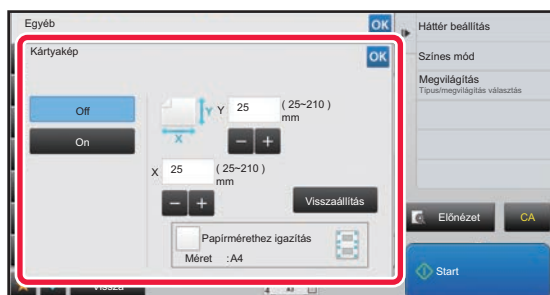 Egyéb
OK
Kártyakép
OK
Off
On
Y 25 ( 25~210 )
mm
X
X 25 ( 25~210 )
mm
Visszaállítás
Papírmérethez igazítás
Méret :A4
Vissza
Háttér beállítás
Színes mód
Megvilágítás
Típus/megvilágítás választás
Előnézet
CA
Start